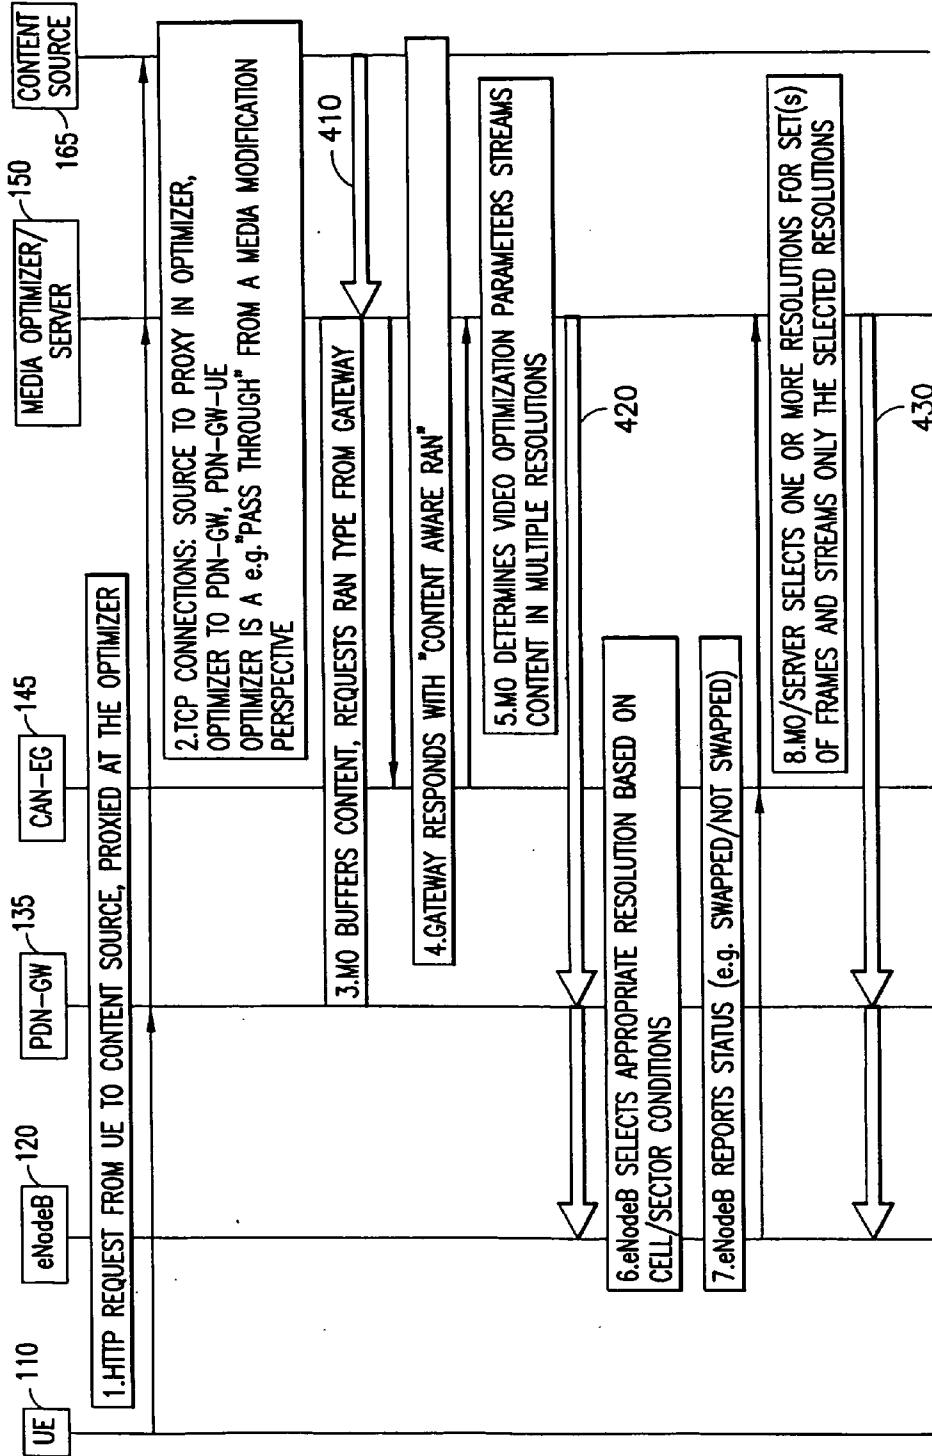 UE
110
eNodeB
120
PDN-GW
135
CAN-EG
145
MEDIA OPTIMIZER/
SERVER
150
CONTENT
SOURCE
165
1.HTTP REQUEST FROM UE TO CONTENT SOURCE, PROXIED AT THE OPTIMIZER
2.TCP CONNECTIONS: SOURCE TO PROXY IN OPTIMIZER,
OPTIMIZER TO PDN-GW, PDN-GW-UE
OPTIMIZER IS A e.g."PASS THROUGH" FROM A MEDIA MODIFICATION
PERSPECTIVE
3.MO BUFFERS CONTENT, REQUESTS RAN TYPE FROM GATEWAY
410
4.GATEWAY RESPONDS WITH "CONTENT AWARE RAN"
5.MO DETERMINES VIDEO OPTIMIZATION PARAMETERS STREAMS
CONTENT IN MULTIPLE RESOLUTIONS
420
6.eNodeB SELECTS APPROPRIATE RESOLUTION BASED ON
CELL/SECTOR CONDITIONS
7.eNodeB REPORTS STATUS (e.g. SWAPPED/NOT SWAPPED)
8.MO/SERVER SELECTS ONE OR MORE RESOLUTIONS FOR SET(s)
OF FRAMES AND STREAMS ONLY THE SELECTED RESOLUTIONS
430